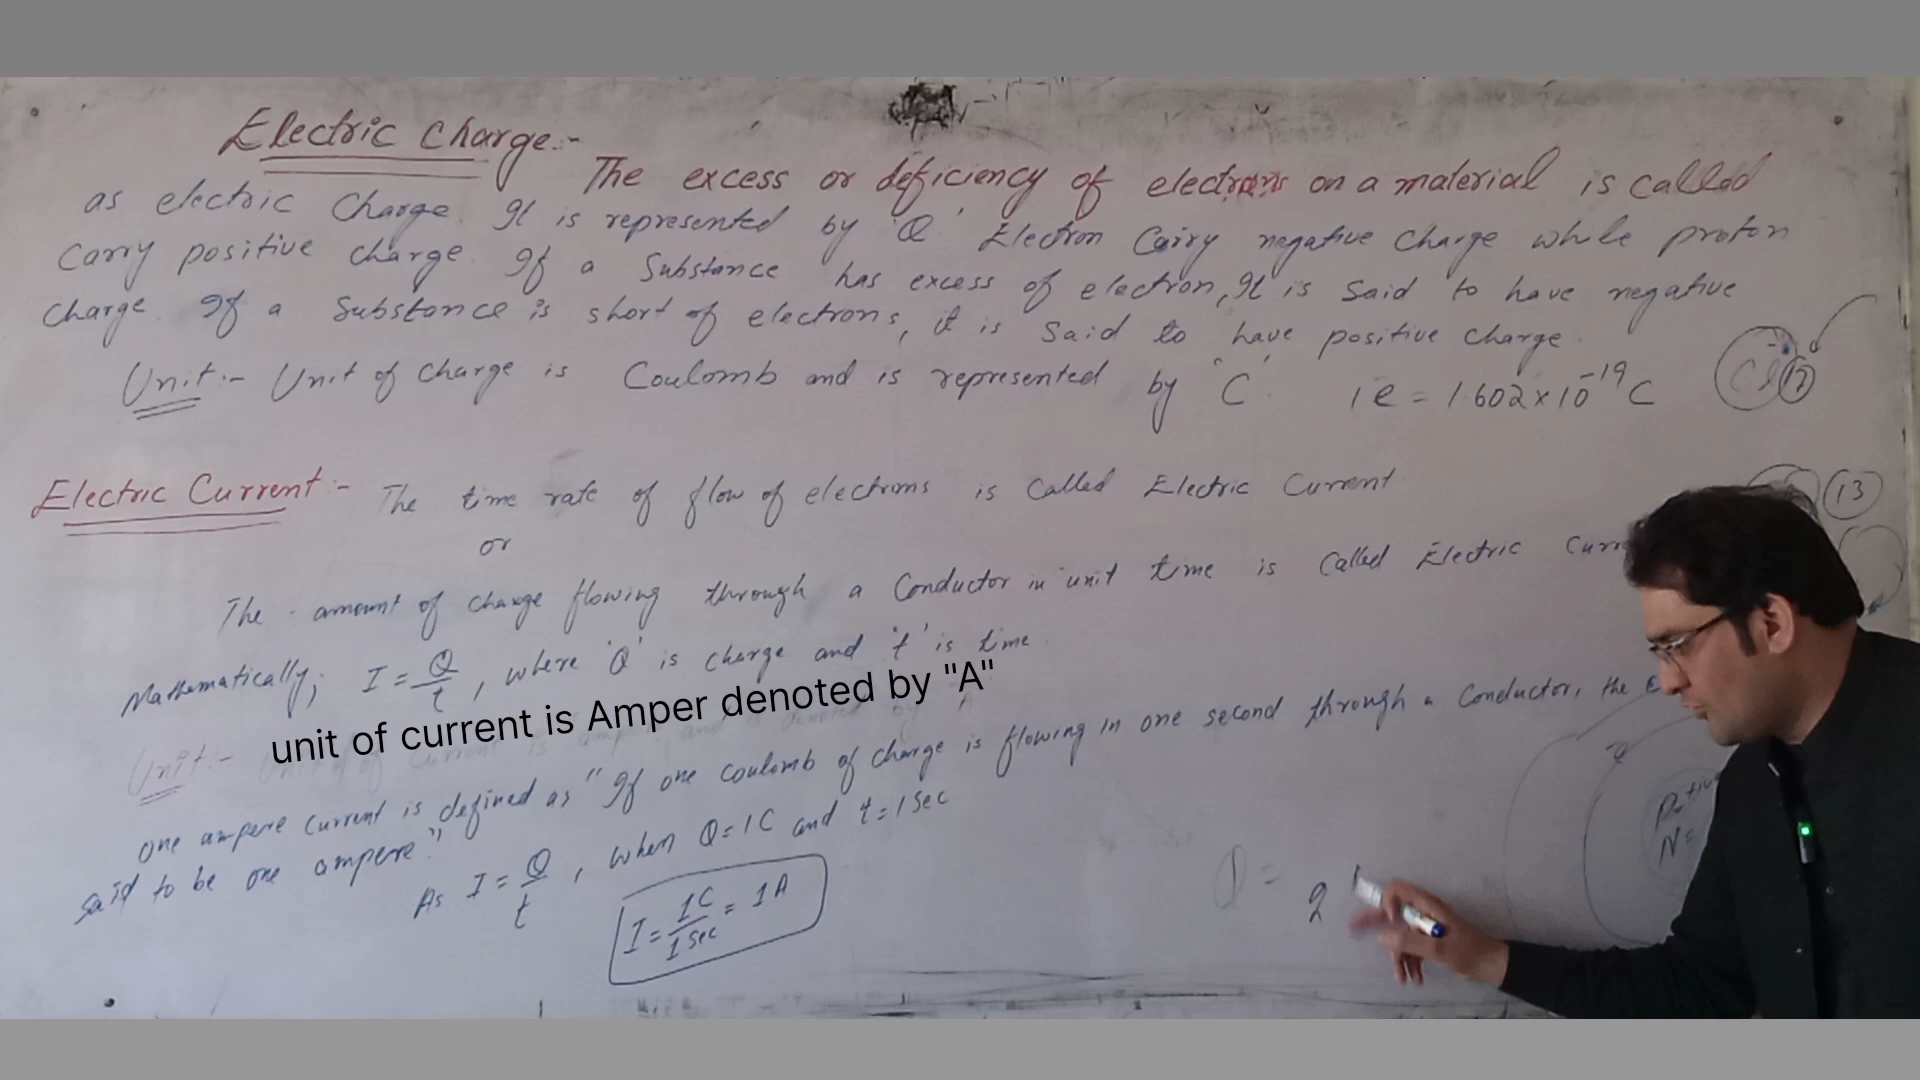 Electric Charge:-
The excess or deficiency of electrons on a material is called
as electric charge. It is represented by 'Q'. Electron Carry negative charge while proton
carry positive charge. If a substance has excess of electron, It is said to have negative
charge. If a substance is short of electrons, it is said to have positive charge.
Unit:- Unit of charge is Coulomb and is represented by 'C'. 1e = 1.602x10⁻¹⁹C
17
Electric Current:- The time rate of flow of electrons is called Electric Current.
13
or
The amount of charge flowing through a conductor in unit time is called Electric
Mathematically; I = Q/t, where 'Q' is charge and 't' is time
unit of current is Amper denoted by "A"
Unit:-
one ampere current is defined as "If one coulomb of charge is flowing in one second through a conductor, the
said to be one ampere."
As I = Q/t, when Q=1C and t=1 sec
I = 1C/1sec = 1A
Q =
2
N=